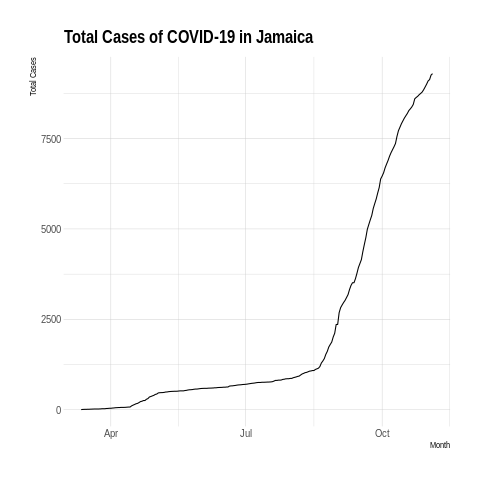 Total Cases of COVID-19 in Jamaica
Total Cases
7500
5000
2500
0
Apr
Jul
Oct
Month